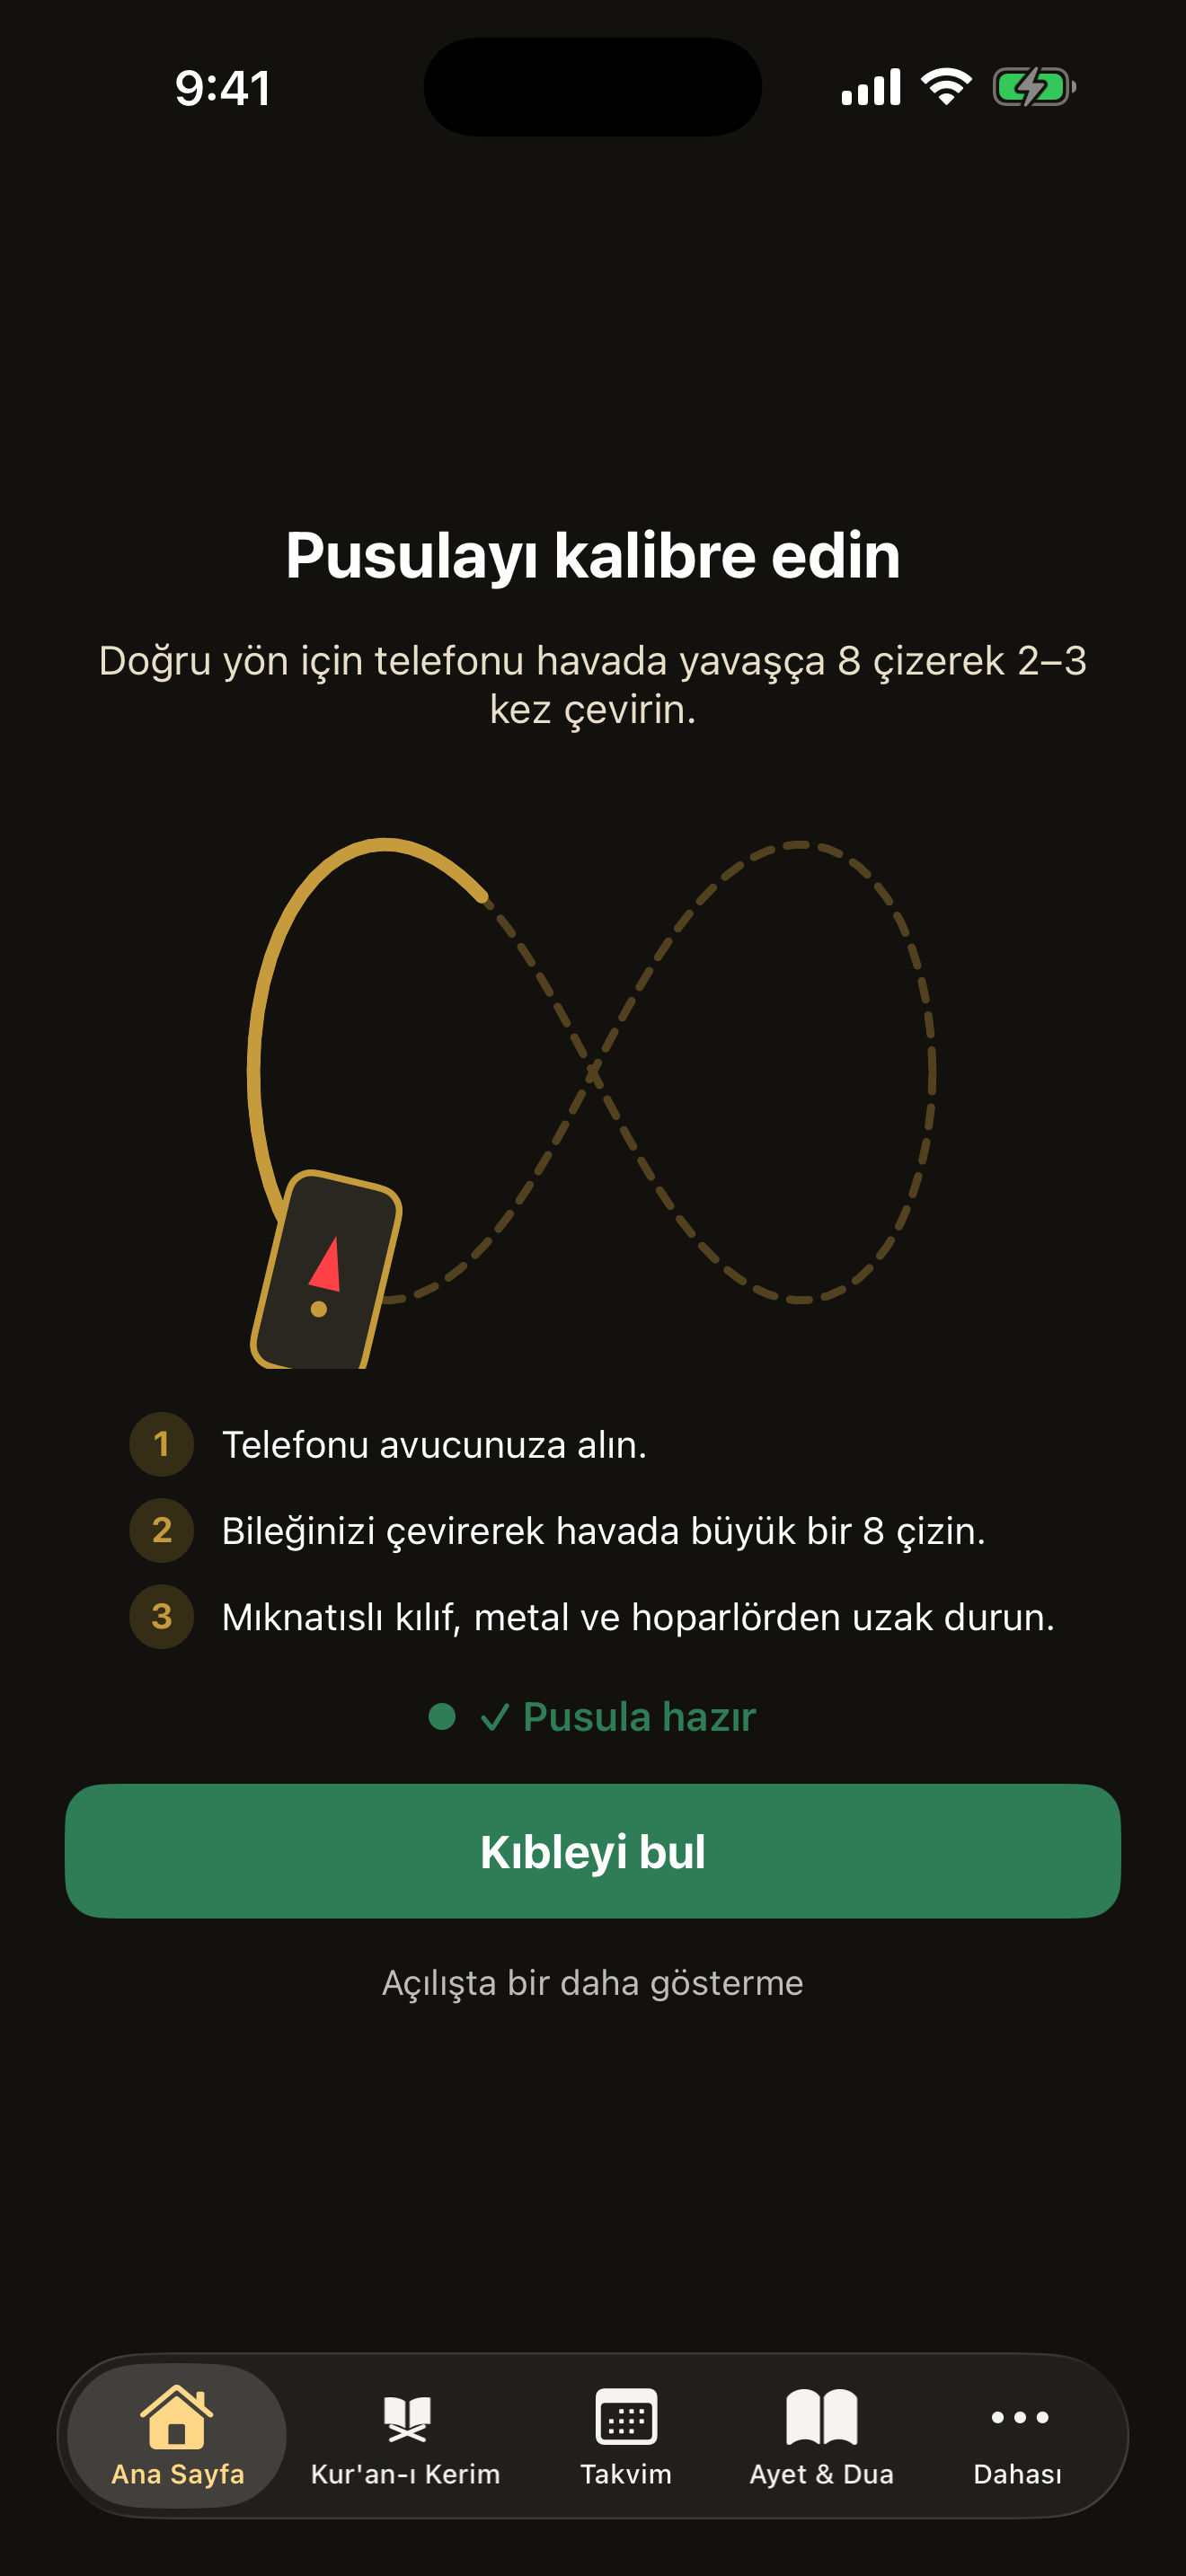 9:41
Pusulayı kalibre edin
Doğru yön için telefonu havada yavaşça 8 çizerek 2–3
kez çevirin.
1 Telefonu avucunuza alın.
2 Bileğinizi çevirerek havada büyük bir 8 çizin.
3 Mıknatıslı kılıf, metal ve hoparlörden uzak durun.
✓ Pusula hazır
Kıbleyi bul
Açılışta bir daha gösterme
Ana Sayfa Kur'an-ı Kerim Takvim Ayet & Dua Dahası